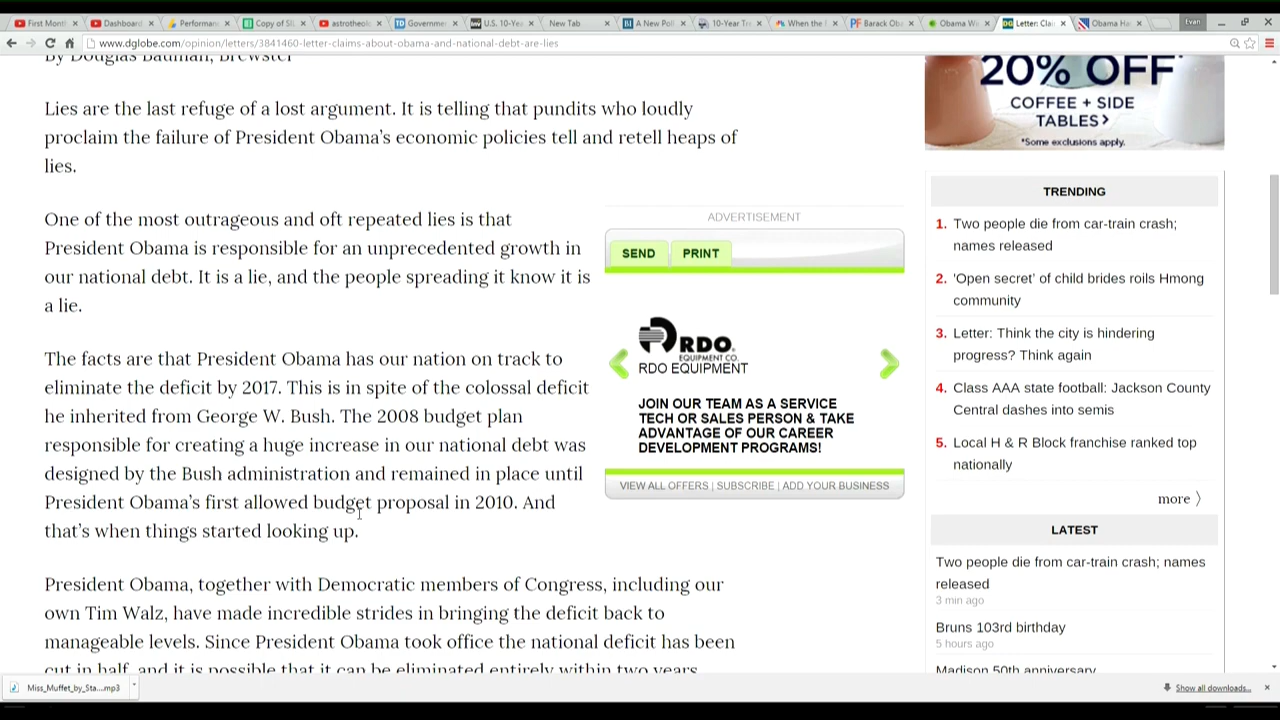 First Month
Dashboard
Performanc
Copy of St
astrotheol
Governme
U.S. 10-Yea
New Tab
A New Poll
10-Year Tr
When the
Barack Oba
Obama We
Letter: Clai
Obama Ha
Evan
www.dglobe.com/opinion/letters/3841460-letter-claims-about-obama-and-national-debt-are-lies
By Douglas Bauman, Brewster
Lies are the last refuge of a lost argument. It is telling that pundits who loudly
proclaim the failure of President Obama's economic policies tell and retell heaps of
lies.
One of the most outrageous and oft repeated lies is that
President Obama is responsible for an unprecedented growth in
our national debt. It is a lie, and the people spreading it know it is
a lie.
The facts are that President Obama has our nation on track to
eliminate the deficit by 2017. This is in spite of the colossal deficit
he inherited from George W. Bush. The 2008 budget plan
responsible for creating a huge increase in our national debt was
designed by the Bush administration and remained in place until
President Obama's first allowed budget proposal in 2010. And
that's when things started looking up.
President Obama, together with Democratic members of Congress, including our
own Tim Walz, have made incredible strides in bringing the deficit back to
manageable levels. Since President Obama took office the national deficit has been
cut in half, and it is possible that it can be eliminated entirely within two years.
ADVERTISEMENT
SEND
PRINT
RDO
EQUIPMENT CO.
RDO EQUIPMENT
JOIN OUR TEAM AS A SERVICE
TECH OR SALES PERSON & TAKE
ADVANTAGE OF OUR CAREER
DEVELOPMENT PROGRAMS!
VIEW ALL OFFERS | SUBSCRIBE | ADD YOUR BUSINESS
20% OFF*
COFFEE + SIDE
TABLES>
*Some exclusions apply.
TRENDING
1. Two people die from car-train crash;
names released
2. 'Open secret' of child brides roils Hmong
community
3. Letter: Think the city is hindering
progress? Think again
4. Class AAA state football: Jackson County
Central dashes into semis
5. Local H & R Block franchise ranked top
nationally
more 〉
LATEST
Two people die from car-train crash; names
released
3 min ago
Bruns 103rd birthday
5 hours ago
Madison 50th anniversary
Miss_Muffet_by_Sta....mp3
Show all downloads...